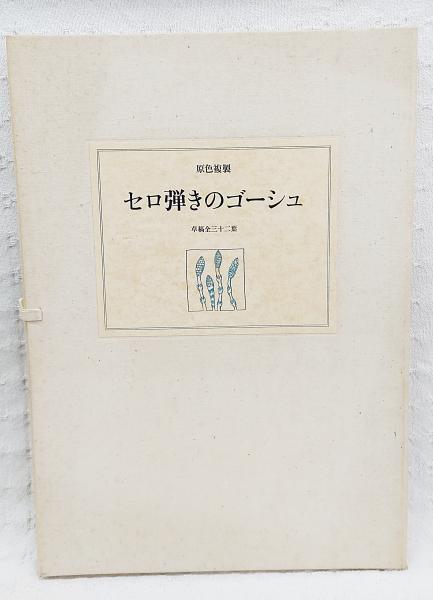 原色複製
セロ弾きのゴーシュ
草稿全三十二葉